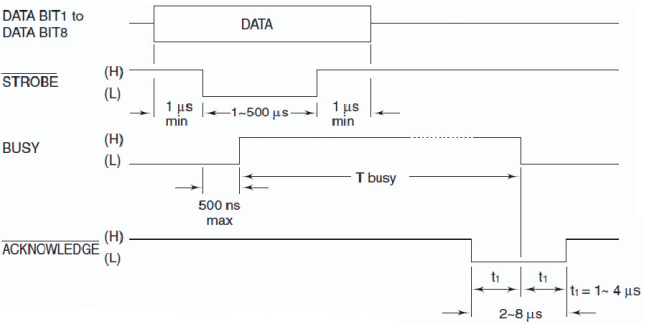 DATA BIT1 to
DATA BIT8
DATA
STROBE
(H)
(L)
1 µs
min
1~500 µs
1 µs
min
BUSY
(H)
(L)
T busy
500 ns
max
ACKNOWLEDGE
(H)
(L)
t1
t1
t1 = 1~ 4 µs
2~8 µs